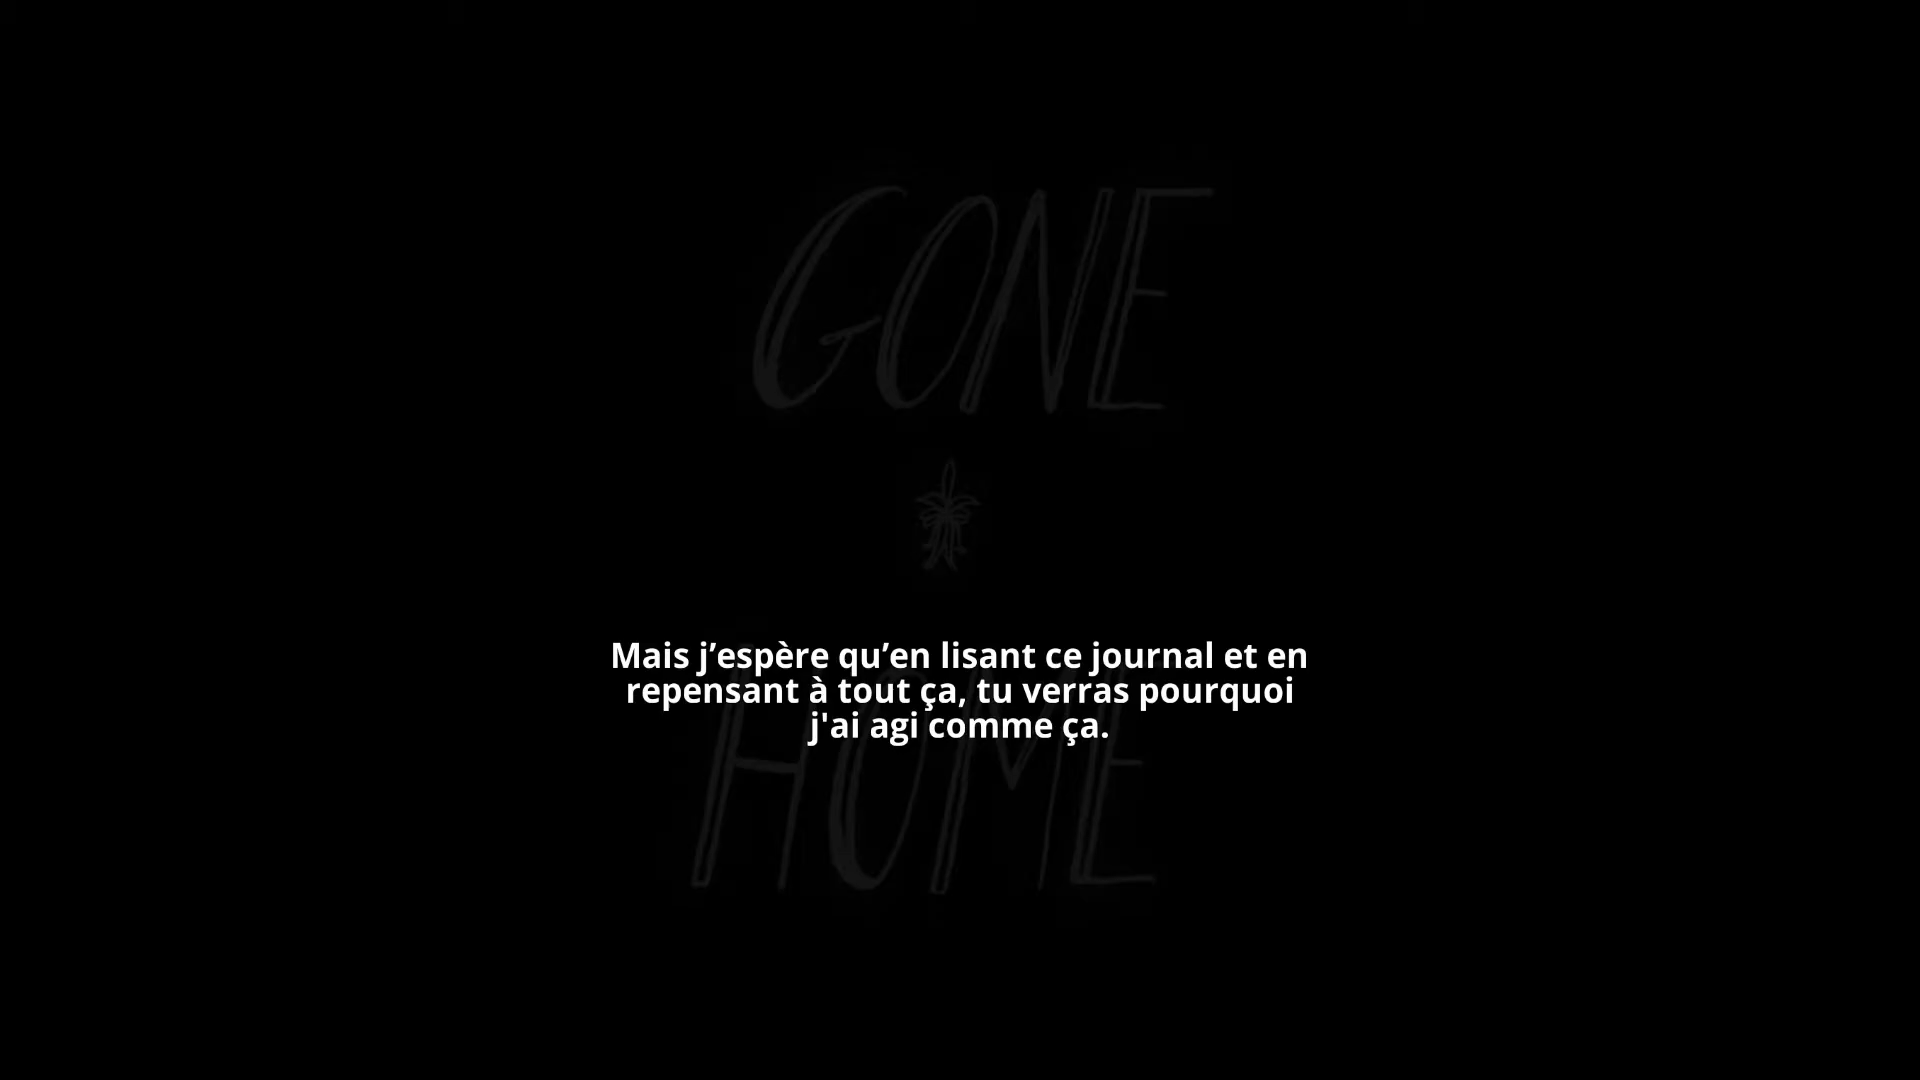 GONE
Mais j’espère qu’en lisant ce journal et en
repensant à tout ça, tu verras pourquoi
j'ai agi comme ça.
HOME